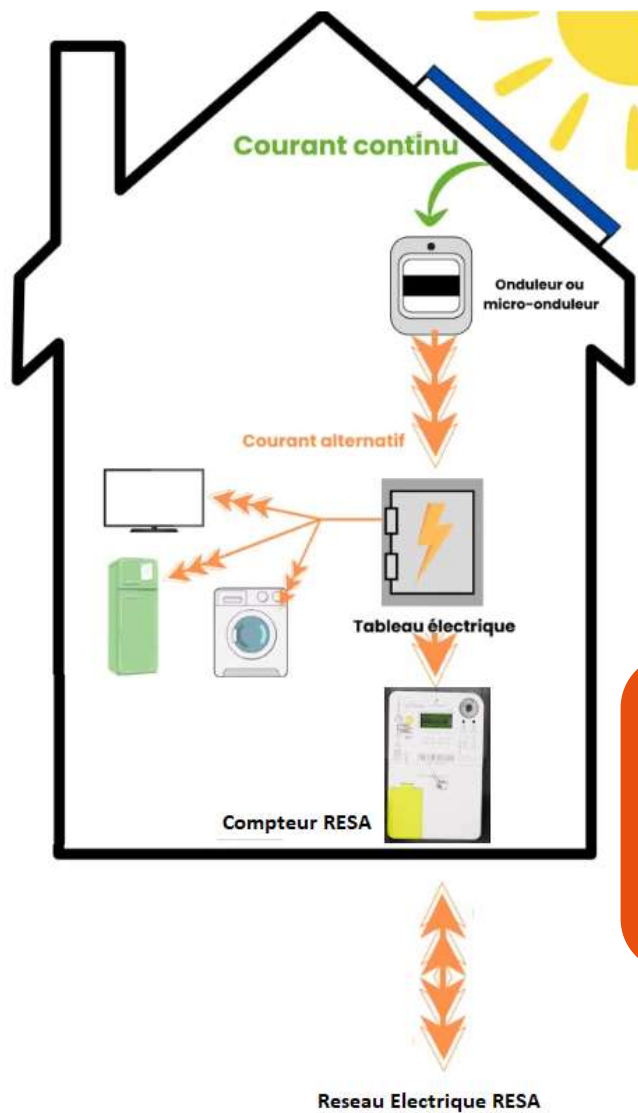 Courant continu
Onduleur ou
micro-onduleur
Courant alternatif
Tableau électrique
Compteur RESA
Reseau Electrique RESA